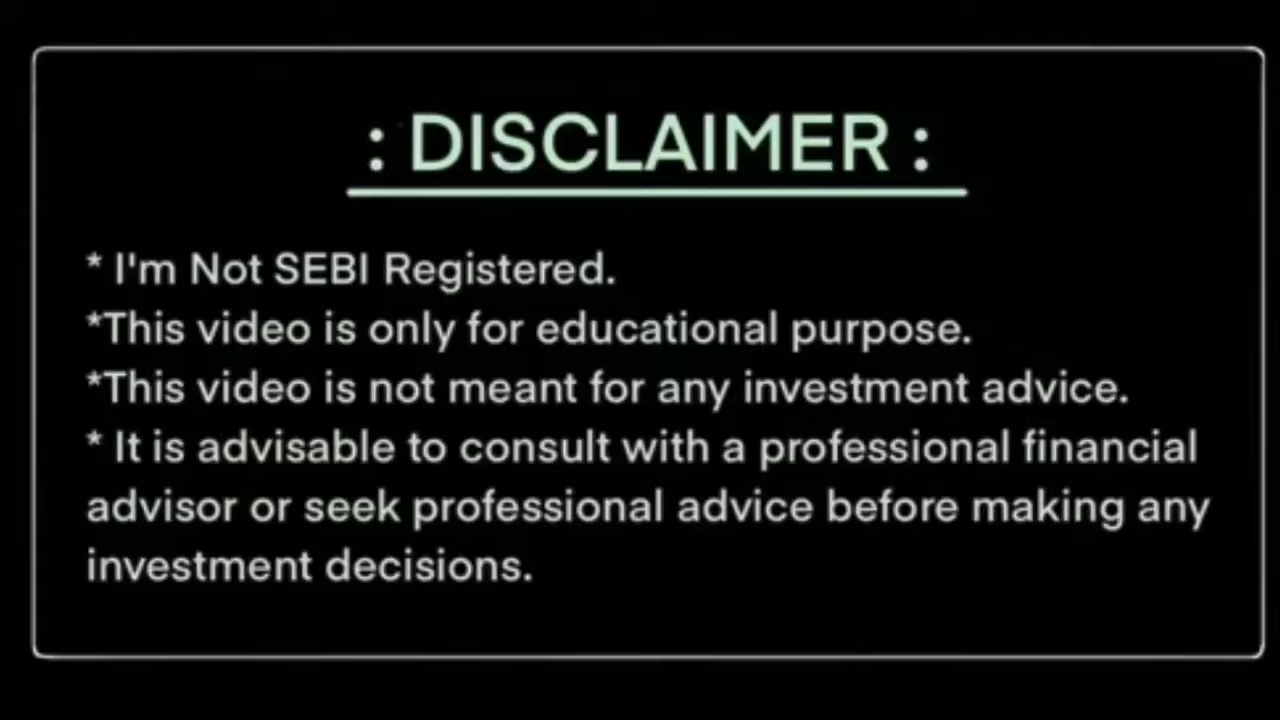 : DISCLAIMER :
* I'm Not SEBI Registered.
*This video is only for educational purpose.
*This video is not meant for any investment advice.
* It is advisable to consult with a professional financial
advisor or seek professional advice before making any
investment decisions.